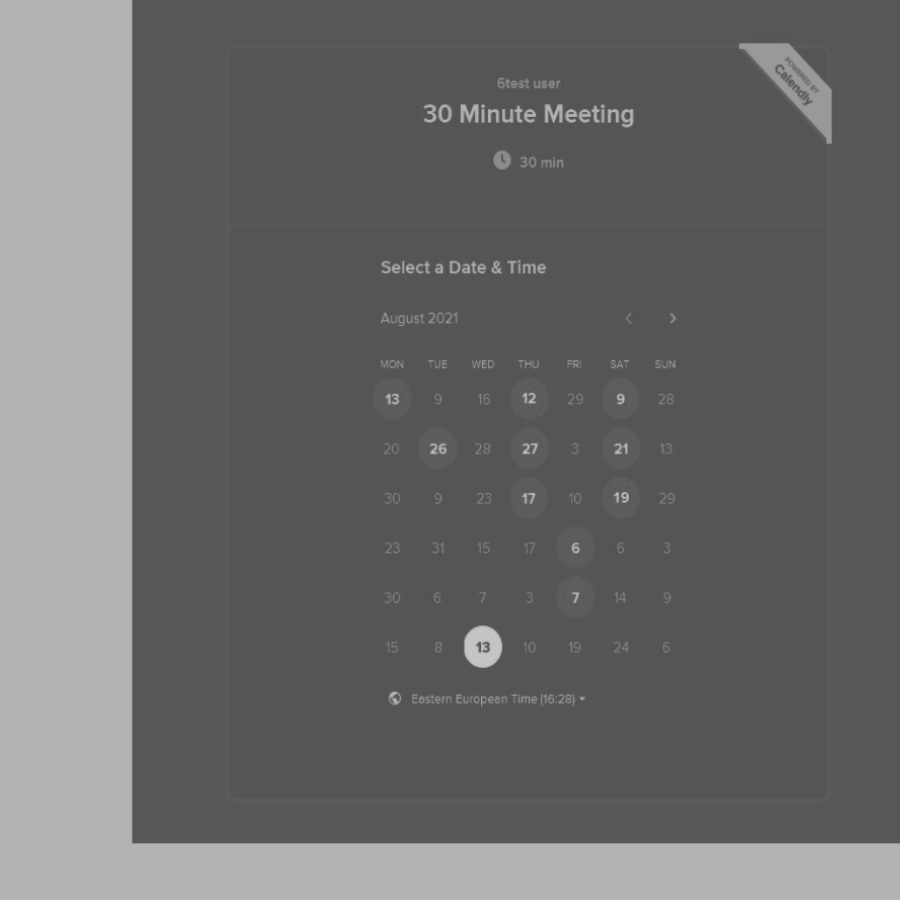 POWERED BY
Calendly
6test user
30 Minute Meeting
30 min
Select a Date & Time
August 2021
MON TUE WED THU FRI SAT SUN
13 9 16 12 29 9 28
20 26 28 27 3 21 13
30 9 23 17 10 19 29
23 31 15 17 6 6 3
30 6 7 3 7 14 9
15 8 13 10 19 24 6
Eastern European Time (16:28)